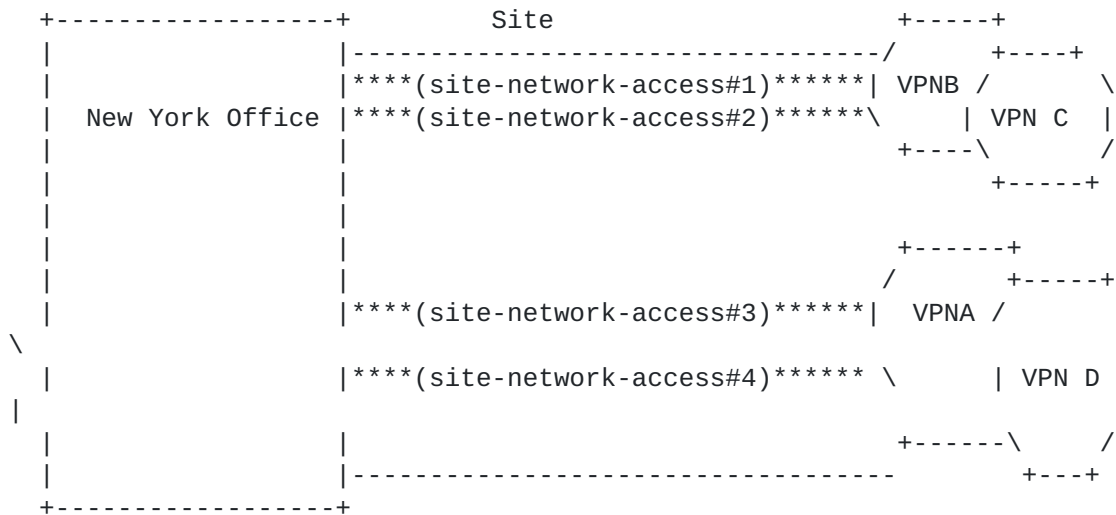 +------------------+         Site                      +-----+
|                  |----------------------------------/      +----+
|                  |****(site-network-access#1)******| VPNB /       \
|  New York Office |****(site-network-access#2)******\     | VPN C  |
|                  |                                   +----\       /
|                  |                                         +-----+
|                  |
|                  |                                   +------+
|                  |                                  /       +-----+
|                  |****(site-network-access#3)******|  VPNA /
\
|                  |****(site-network-access#4)****** \      | VPN D
|
|                  |                                   +------\     /
|                  |-----------------------------------        +---+
+------------------+